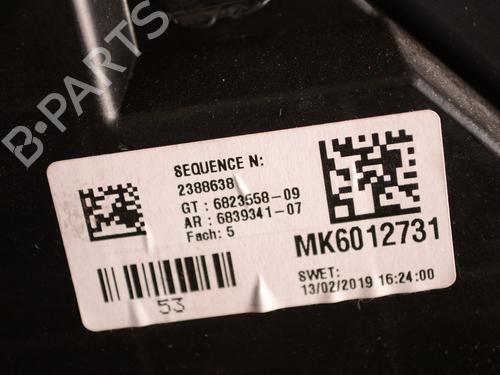 B-PARTS
SEQUENCE N:
2388638
GT : 6823558-09
AR : 6839341-07
Fach: 5
MK6012731
53
SWET:
13/02/2019 16:24:00